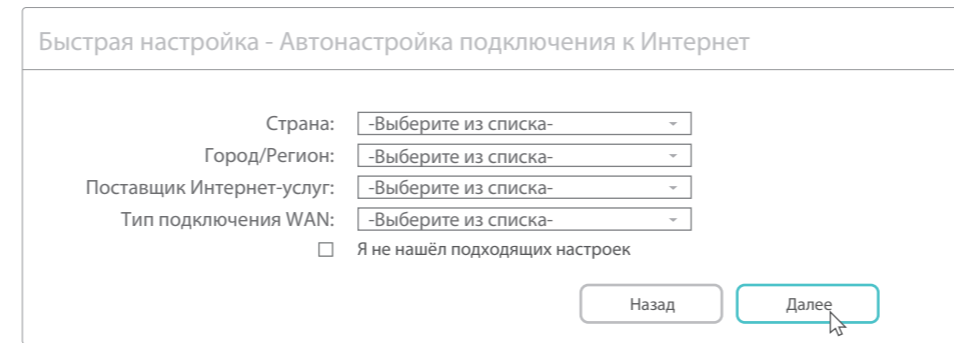 Быстрая настройка - Автонастройка подключения к Интернет
Страна: -Выберите из списка-
Город/Регион: -Выберите из списка-
Поставщик Интернет-услуг: -Выберите из списка-
Тип подключения WAN: -Выберите из списка-
Я не нашёл подходящих настроек
Назад Далее